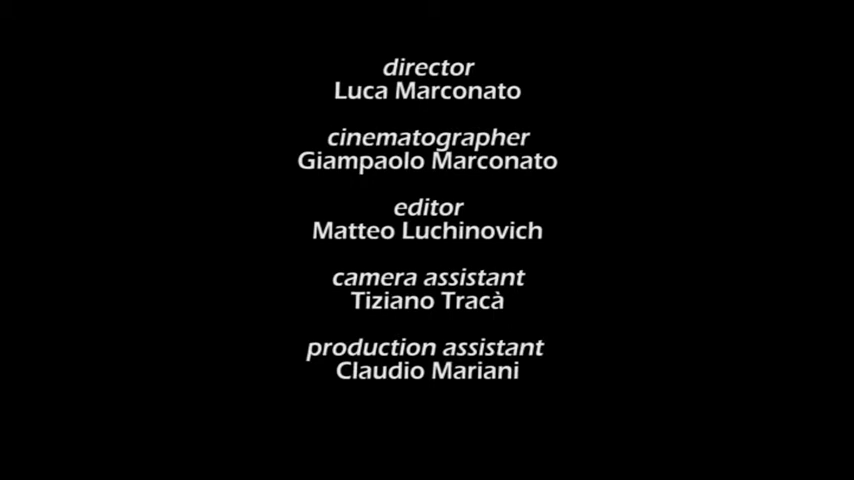 director
Luca Marconato
cinematographer
Giampaolo Marconato
editor
Matteo Luchinovich
camera assistant
Tiziano Tracà
production assistant
Claudio Mariani